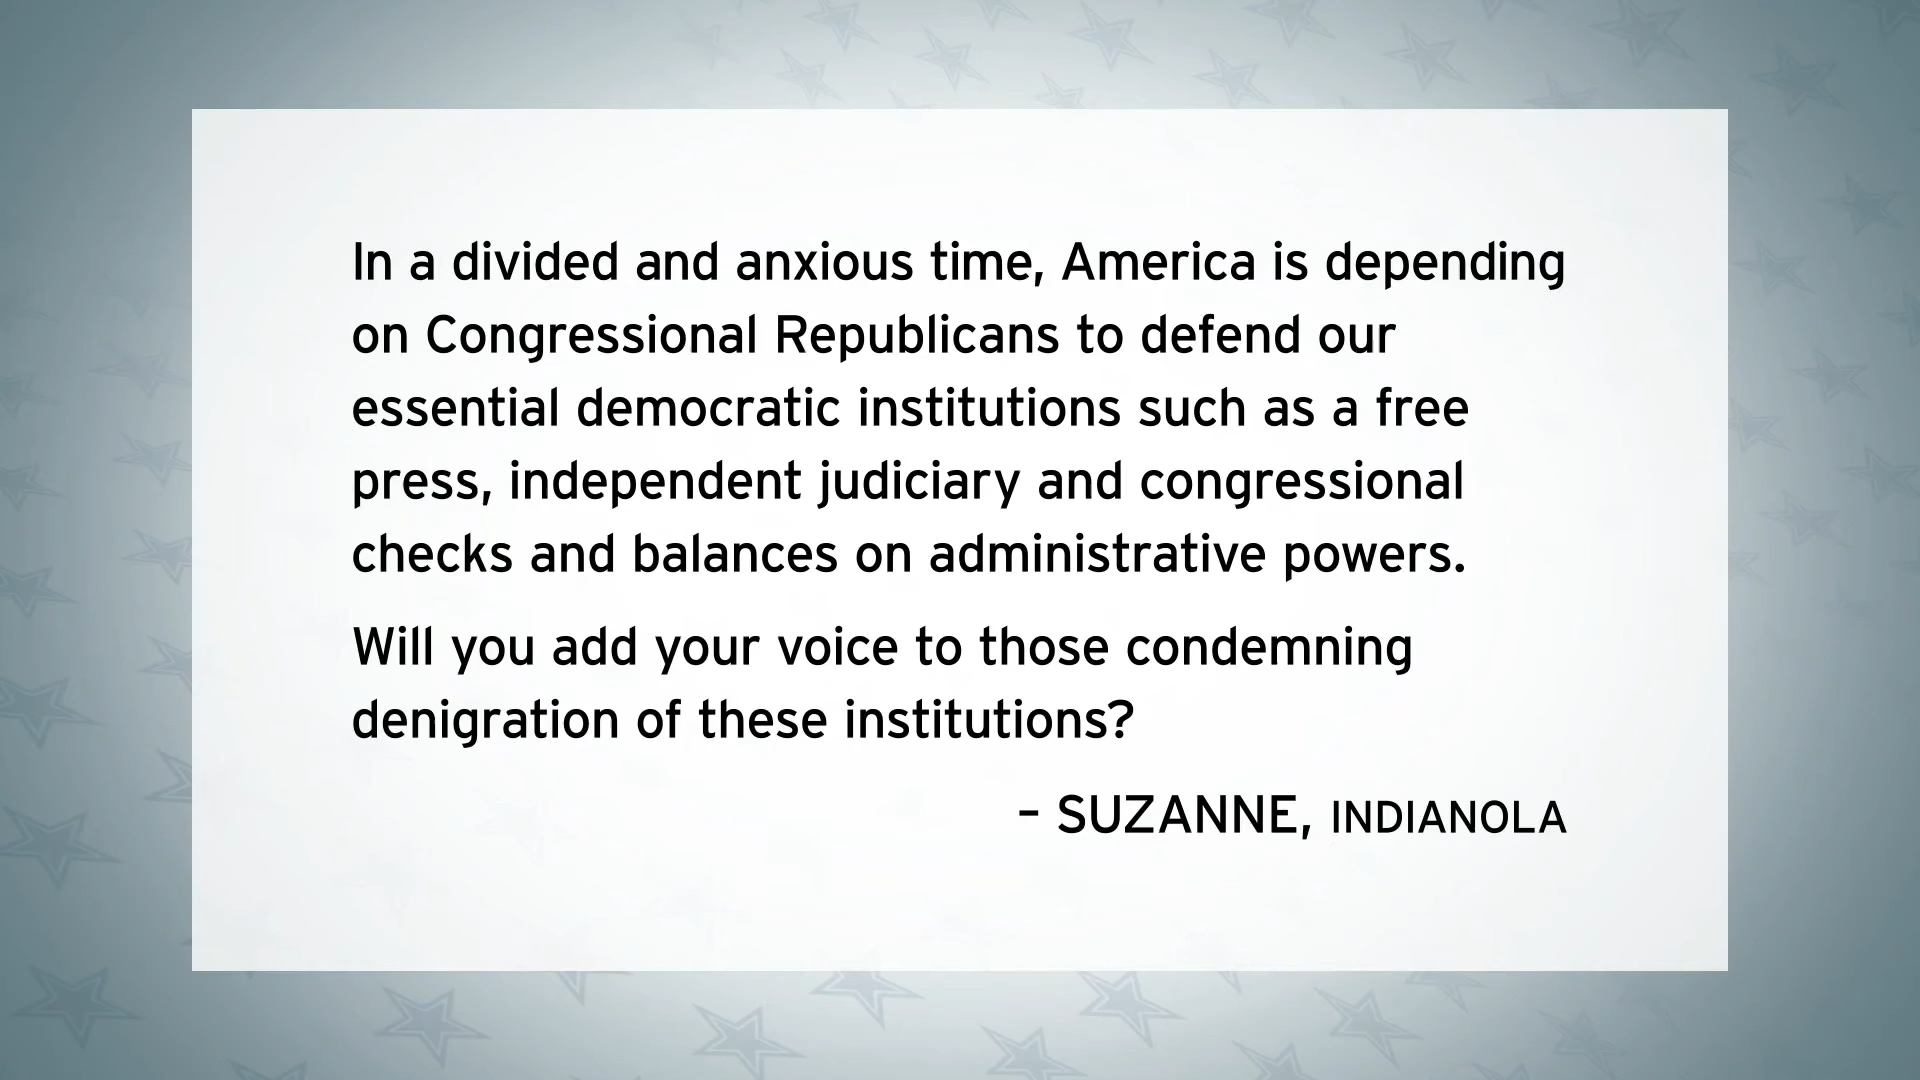 In a divided and anxious time, America is depending
on Congressional Republicans to defend our
essential democratic institutions such as a free
press, independent judiciary and congressional
checks and balances on administrative powers.
Will you add your voice to those condemning
denigration of these institutions?
– SUZANNE, INDIANOLA